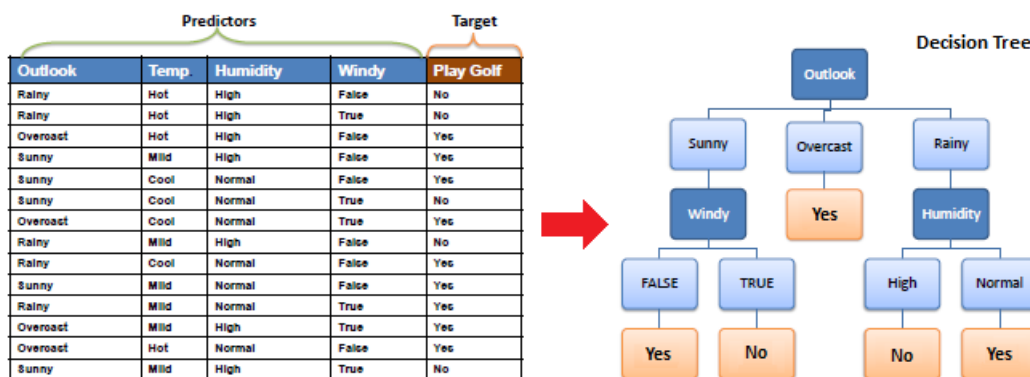 Predictors Target
Outlook Temp. Humidity Windy Play Golf
Rainy Hot High False No
Rainy Hot High True No
Overcast Hot High False Yes
Sunny Mild High False Yes
Sunny Cool Normal False Yes
Sunny Cool Normal True No
Overcast Cool Normal True Yes
Rainy Mild High False No
Rainy Cool Normal False Yes
Sunny Mild Normal False Yes
Rainy Mild Normal True Yes
Overcast Mild High True Yes
Overcast Hot Normal False Yes
Sunny Mild High True No
Decision Tree
Outlook
Sunny Overcast Rainy
Windy Yes Humidity
FALSE TRUE High Normal
Yes No No Yes